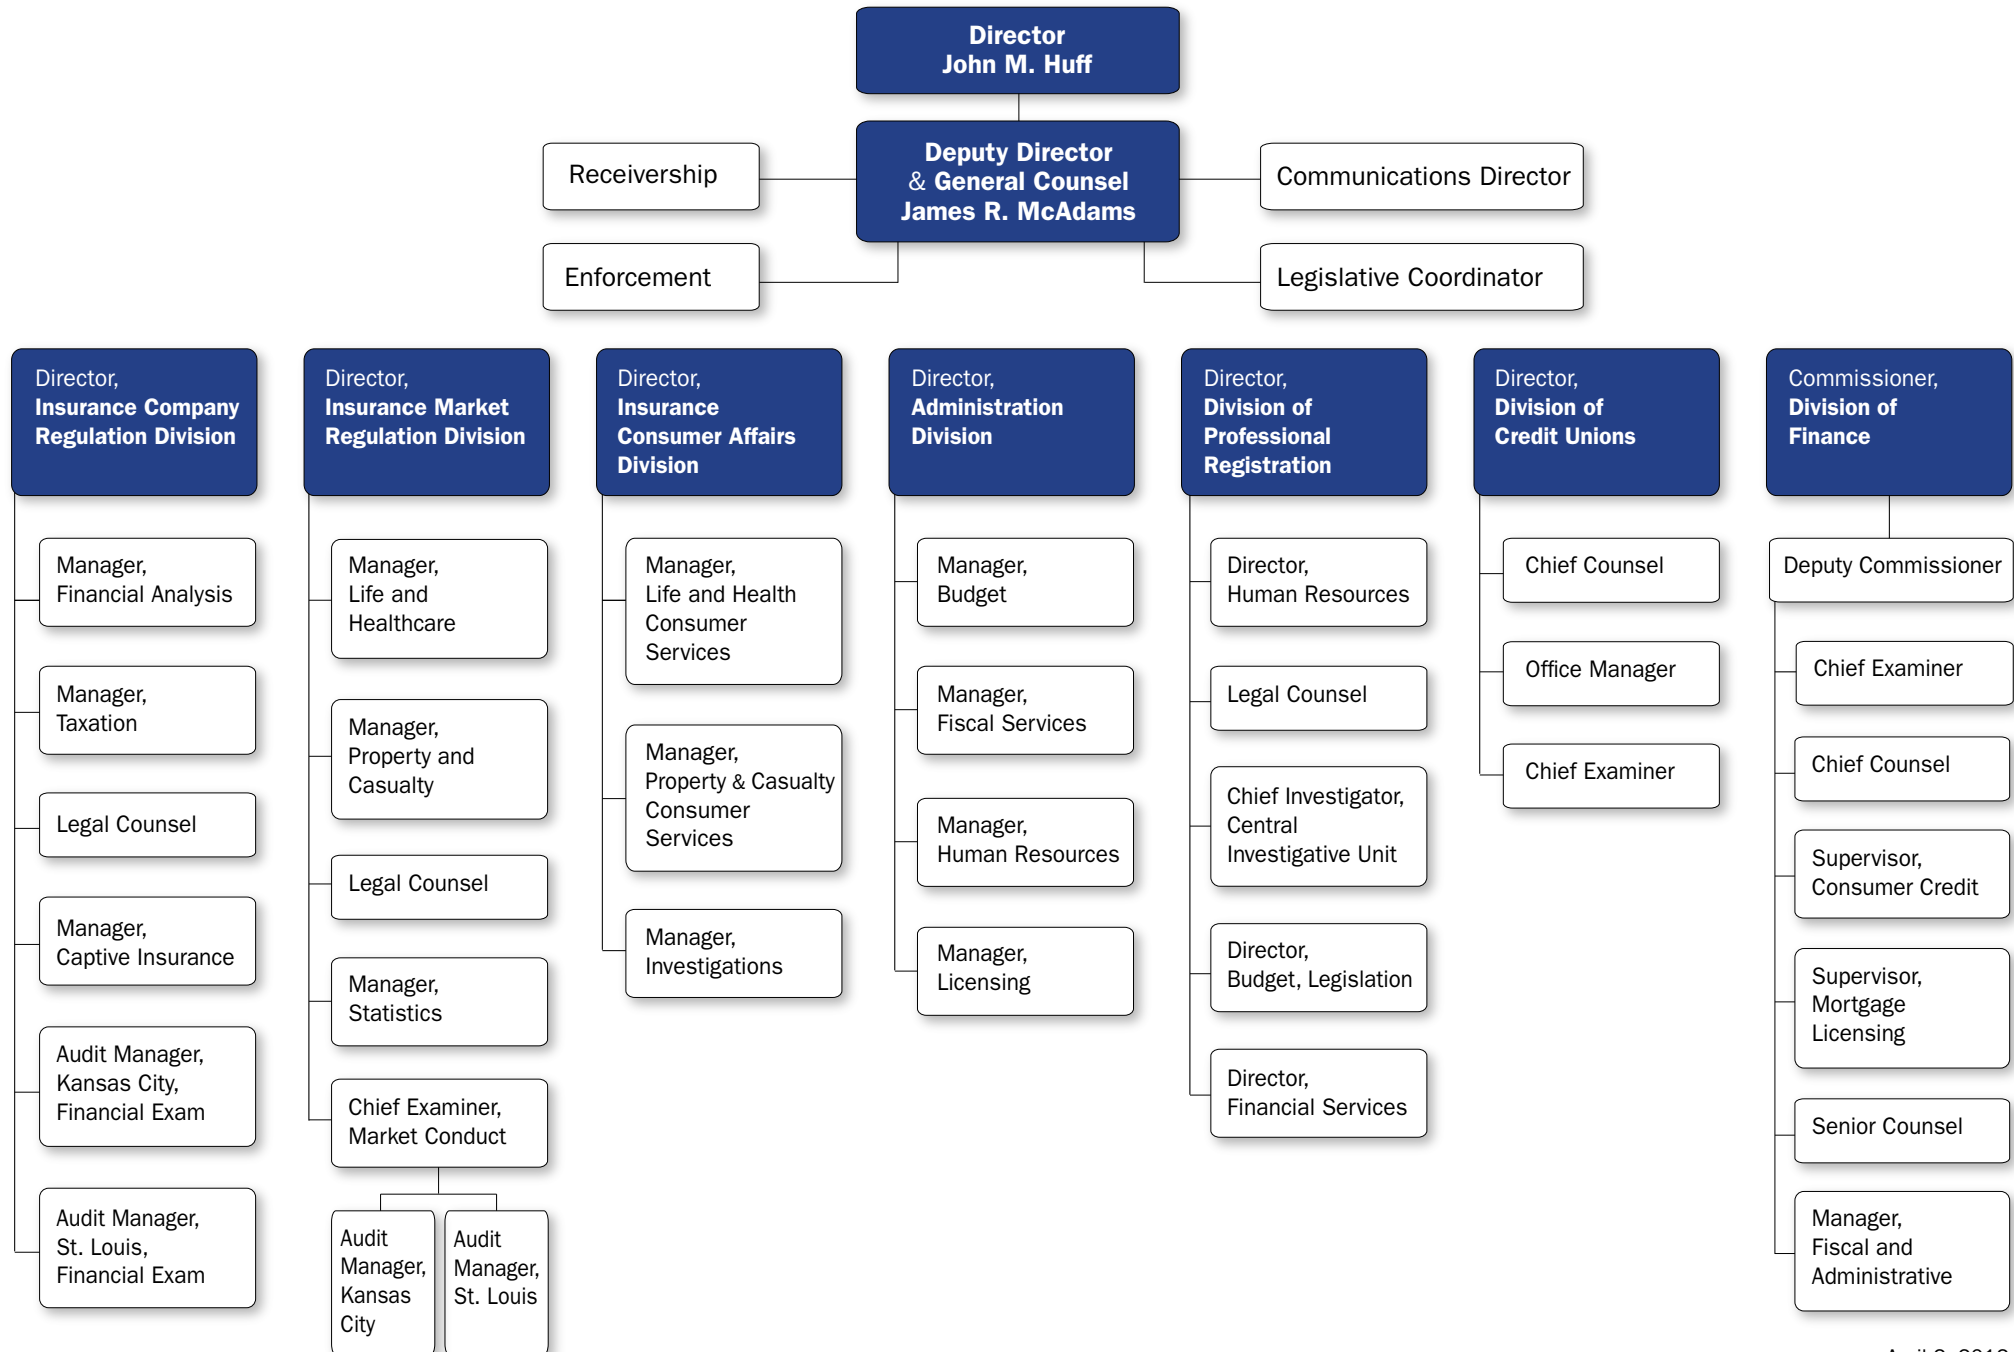 Director
John M. Huff
Deputy Director
& General Counsel
James R. McAdams
Receivership
Communications Director
Enforcement
Legislative Coordinator
Director,
Insurance Company
Regulation Division
Manager,
Financial Analysis
Manager,
Taxation
Legal Counsel
Manager,
Captive Insurance
Audit Manager,
Kansas City,
Financial Exam
Audit Manager,
St. Louis,
Financial Exam
Director,
Insurance Market
Regulation Division
Manager,
Life and
Healthcare
Manager,
Property and
Casualty
Legal Counsel
Manager,
Statistics
Chief Examiner,
Market Conduct
Audit
Manager,
Kansas
City
Audit
Manager,
St. Louis
Director,
Insurance
Consumer Affairs
Division
Manager,
Life and Health
Consumer
Services
Manager,
Property & Casualty
Consumer
Services
Manager,
Investigations
Director,
Administration
Division
Manager,
Budget
Manager,
Fiscal Services
Manager,
Human Resources
Manager,
Licensing
Director,
Division of
Professional
Registration
Director,
Human Resources
Legal Counsel
Chief Investigator,
Central
Investigative Unit
Director,
Budget, Legislation
Director,
Financial Services
Director,
Division of
Credit Unions
Chief Counsel
Office Manager
Chief Examiner
Commissioner,
Division of
Finance
Deputy Commissioner
Chief Examiner
Chief Counsel
Supervisor,
Consumer Credit
Supervisor,
Mortgage
Licensing
Senior Counsel
Manager,
Fiscal and
Administrative